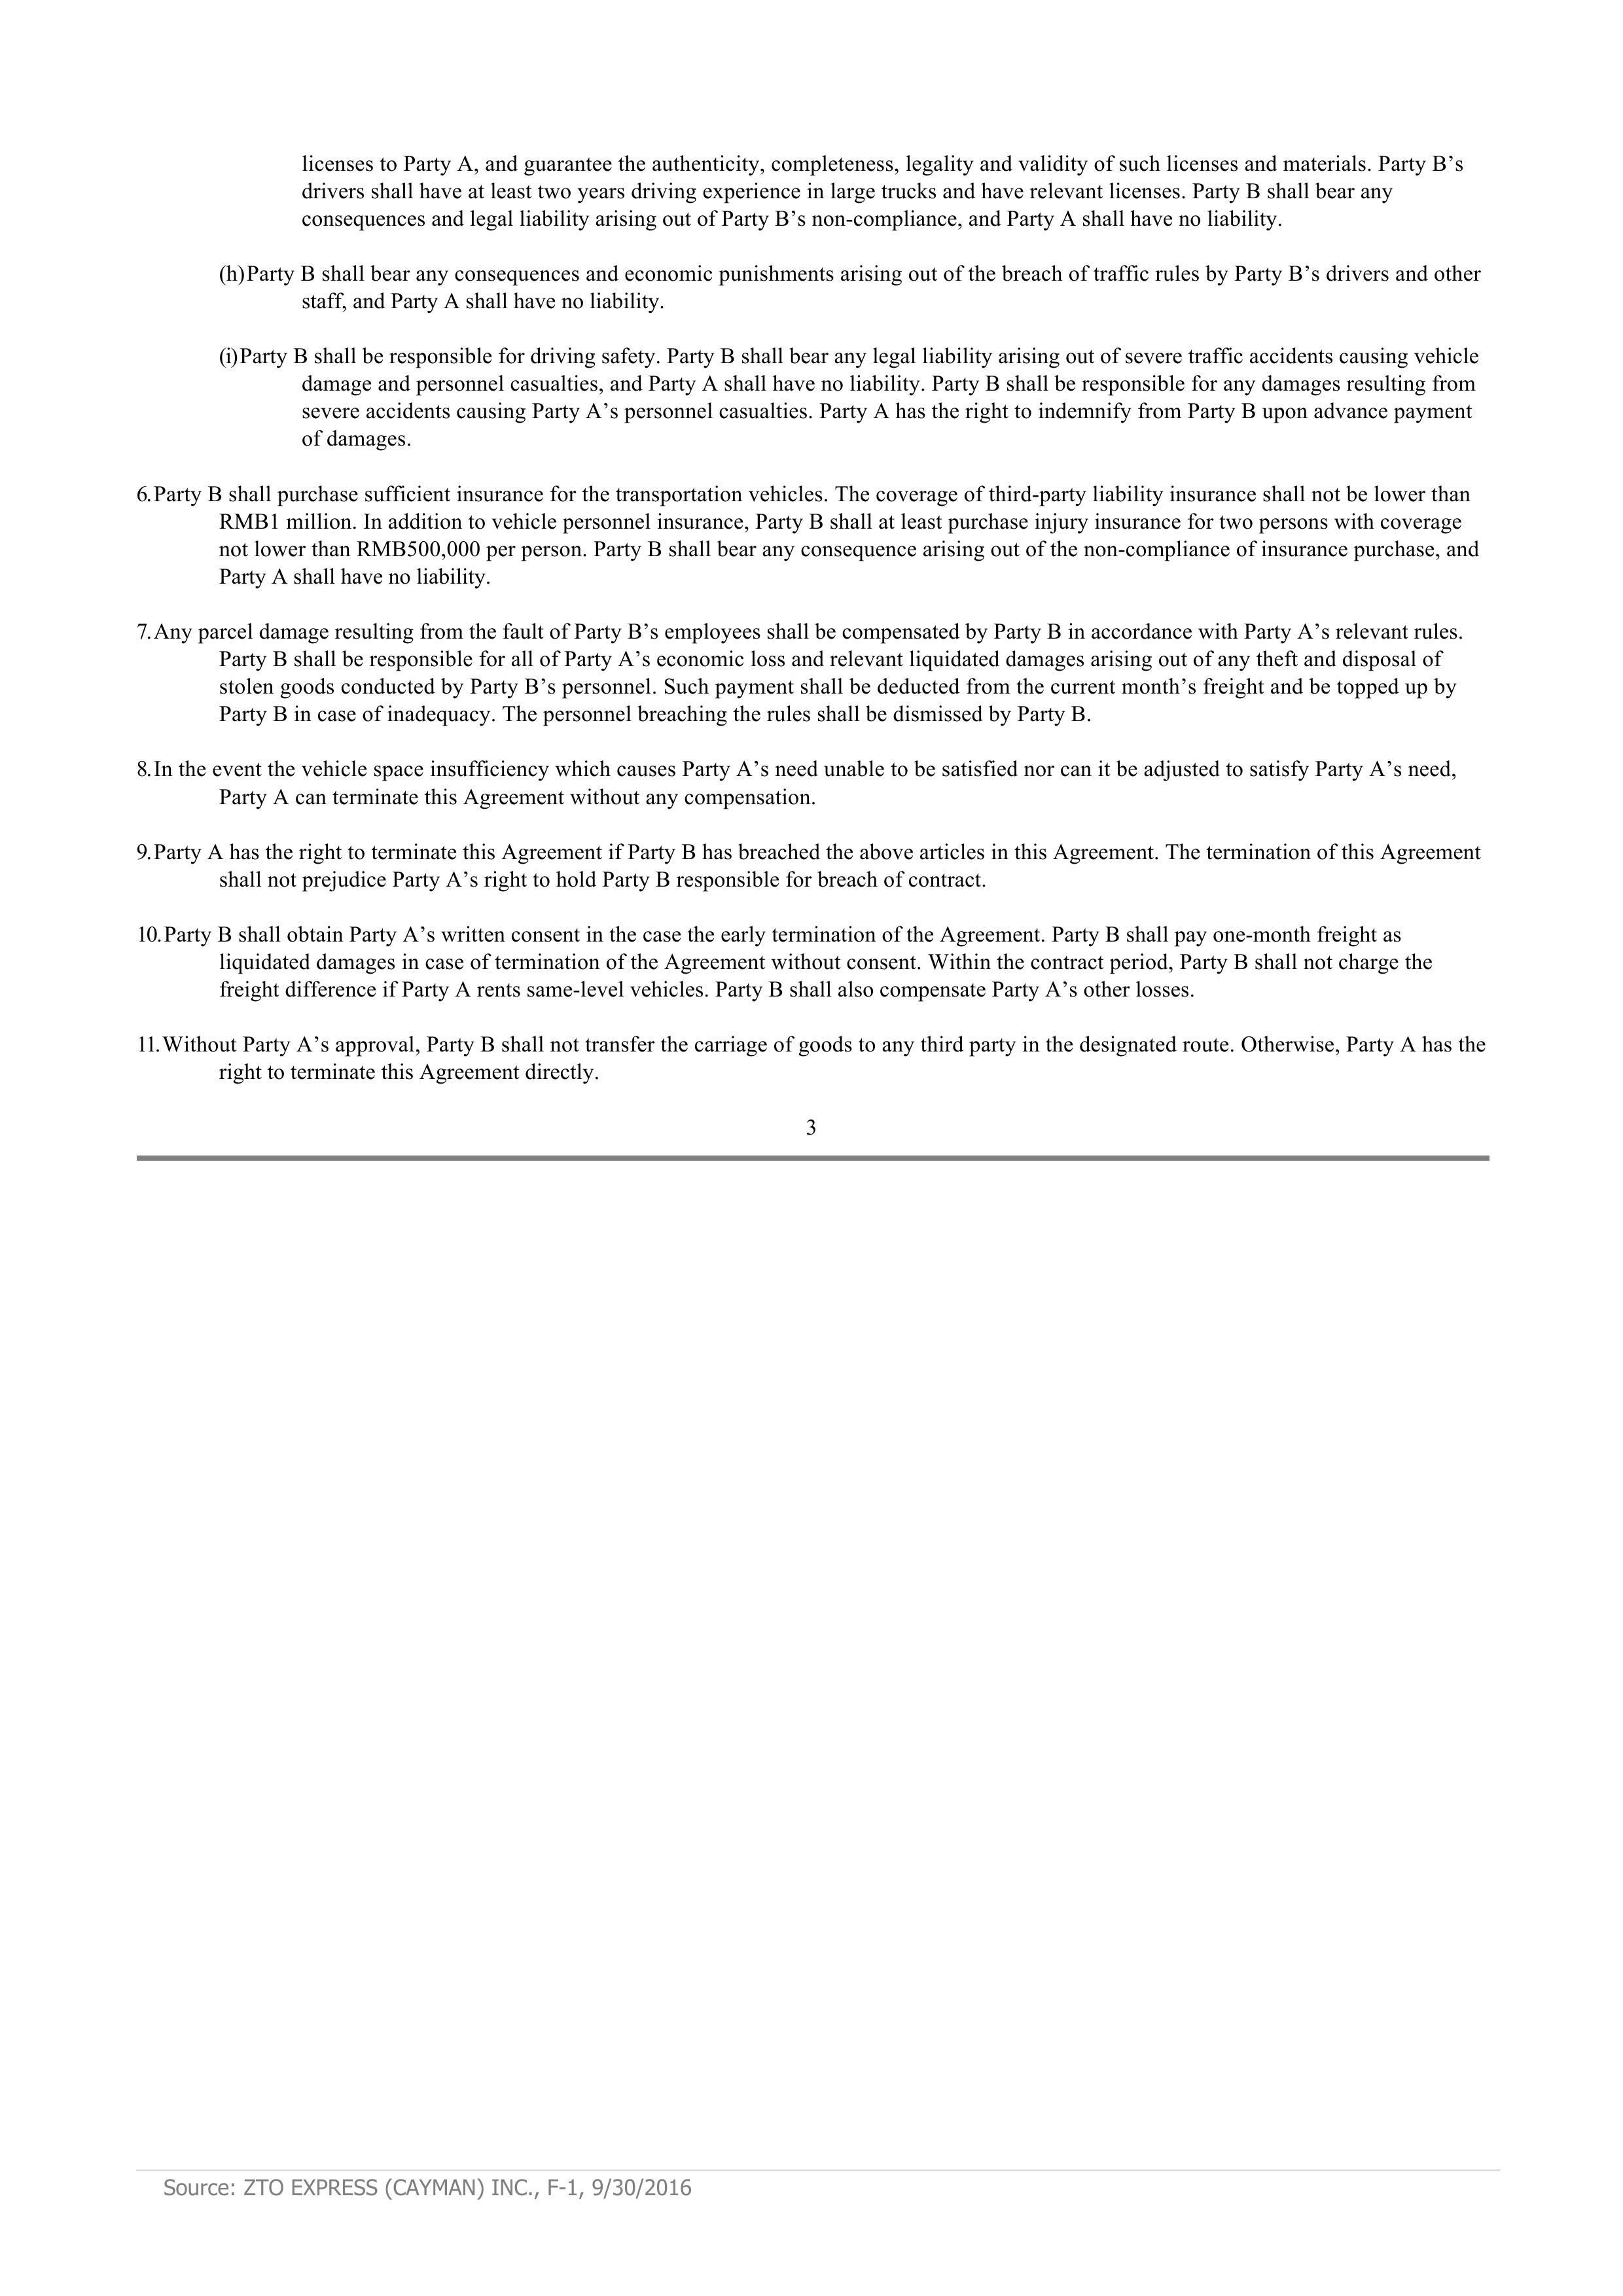 licenses to Party A, and guarantee the authenticity, completeness, legality and validity of such licenses and materials. Party B’s
drivers shall have at least two years driving experience in large trucks and have relevant licenses. Party B shall bear any
consequences and legal liability arising out of Party B’s non-compliance, and Party A shall have no liability.
(h)Party B shall bear any consequences and economic punishments arising out of the breach of traffic rules by Party B’s drivers and other
staff, and Party A shall have no liability.
(i)Party B shall be responsible for driving safety. Party B shall bear any legal liability arising out of severe traffic accidents causing vehicle
damage and personnel casualties, and Party A shall have no liability. Party B shall be responsible for any damages resulting from
severe accidents causing Party A’s personnel casualties. Party A has the right to indemnify from Party B upon advance payment
of damages.
6.Party B shall purchase sufficient insurance for the transportation vehicles. The coverage of third-party liability insurance shall not be lower than
RMB1 million. In addition to vehicle personnel insurance, Party B shall at least purchase injury insurance for two persons with coverage
not lower than RMB500,000 per person. Party B shall bear any consequence arising out of the non-compliance of insurance purchase, and
Party A shall have no liability.
7.Any parcel damage resulting from the fault of Party B’s employees shall be compensated by Party B in accordance with Party A’s relevant rules.
Party B shall be responsible for all of Party A’s economic loss and relevant liquidated damages arising out of any theft and disposal of
stolen goods conducted by Party B’s personnel. Such payment shall be deducted from the current month’s freight and be topped up by
Party B in case of inadequacy. The personnel breaching the rules shall be dismissed by Party B.
8.In the event the vehicle space insufficiency which causes Party A’s need unable to be satisfied nor can it be adjusted to satisfy Party A’s need,
Party A can terminate this Agreement without any compensation.
9.Party A has the right to terminate this Agreement if Party B has breached the above articles in this Agreement. The termination of this Agreement
shall not prejudice Party A’s right to hold Party B responsible for breach of contract.
10.Party B shall obtain Party A’s written consent in the case the early termination of the Agreement. Party B shall pay one-month freight as
liquidated damages in case of termination of the Agreement without consent. Within the contract period, Party B shall not charge the
freight difference if Party A rents same-level vehicles. Party B shall also compensate Party A’s other losses.
11.Without Party A’s approval, Party B shall not transfer the carriage of goods to any third party in the designated route. Otherwise, Party A has the
right to terminate this Agreement directly.
3
Source: ZTO EXPRESS (CAYMAN) INC., F-1, 9/30/2016